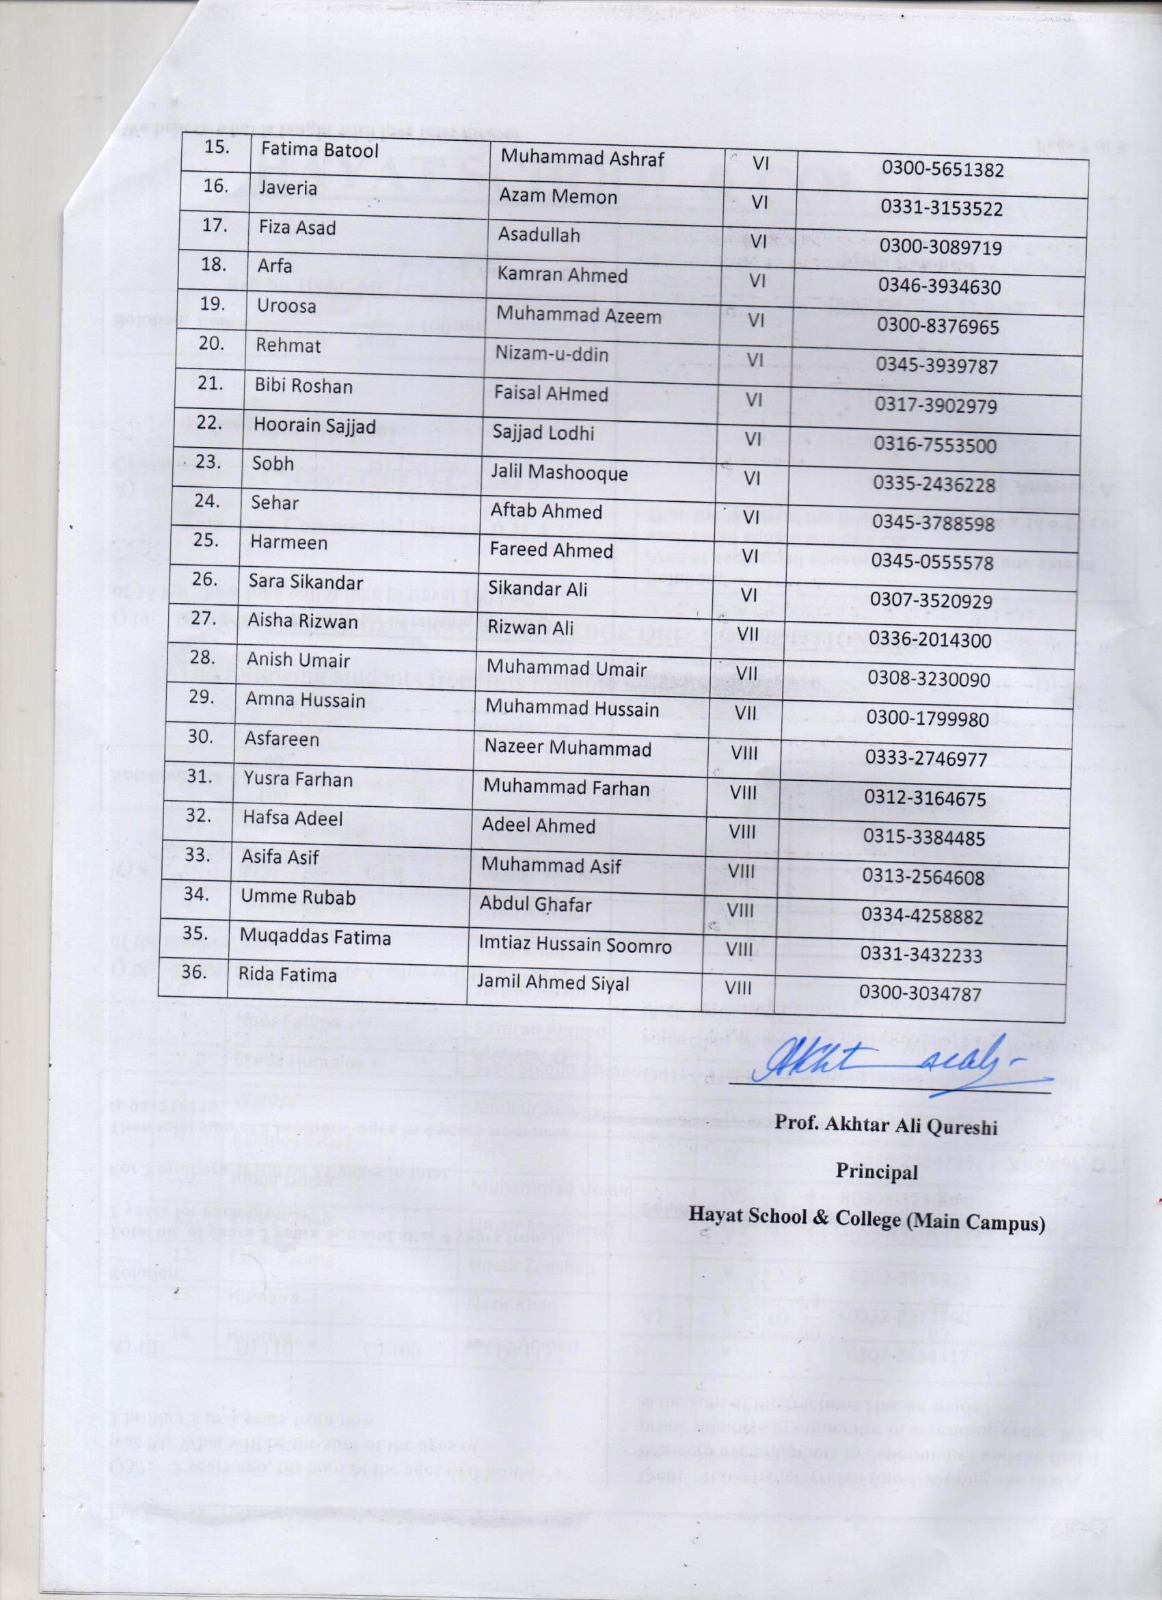 15. Fatima Batool Muhammad Ashraf VI 0300-5651382
16. Javeria Azam Memon VI 0331-3153522
17. Fiza Asad Asadullah VI 0300-3089719
18. Arfa Kamran Ahmed VI 0346-3934630
19. Uroosa Muhammad Azeem VI 0300-8376965
20. Rehmat Nizam-u-ddin VI 0345-3939787
21. Bibi Roshan Faisal AHmed VI 0317-3902979
22. Hoorain Sajjad Sajjad Lodhi VI 0316-7553500
23. Sobh Jalil Mashooque VI 0335-2436228
24. Sehar Aftab Ahmed VI 0345-3788598
25. Harmeen Fareed Ahmed VI 0345-0555578
26. Sara Sikandar Sikandar Ali VI 0307-3520929
27. Aisha Rizwan Rizwan Ali VII 0336-2014300
28. Anish Umair Muhammad Umair VII 0308-3230090
29. Amna Hussain Muhammad Hussain VII 0300-1799980
30. Asfareen Nazeer Muhammad VIII 0333-2746977
31. Yusra Farhan Muhammad Farhan VIII 0312-3164675
32. Hafsa Adeel Adeel Ahmed VIII 0315-3384485
33. Asifa Asif Muhammad Asif VIII 0313-2564608
34. Umme Rubab Abdul Ghafar VIII 0334-4258882
35. Muqaddas Fatima Imtiaz Hussain Soomro VIII 0331-3432233
36. Rida Fatima Jamil Ahmed Siyal VIII 0300-3034787
Prof. Akhtar Ali Qureshi
Principal
Hayat School & College (Main Campus)